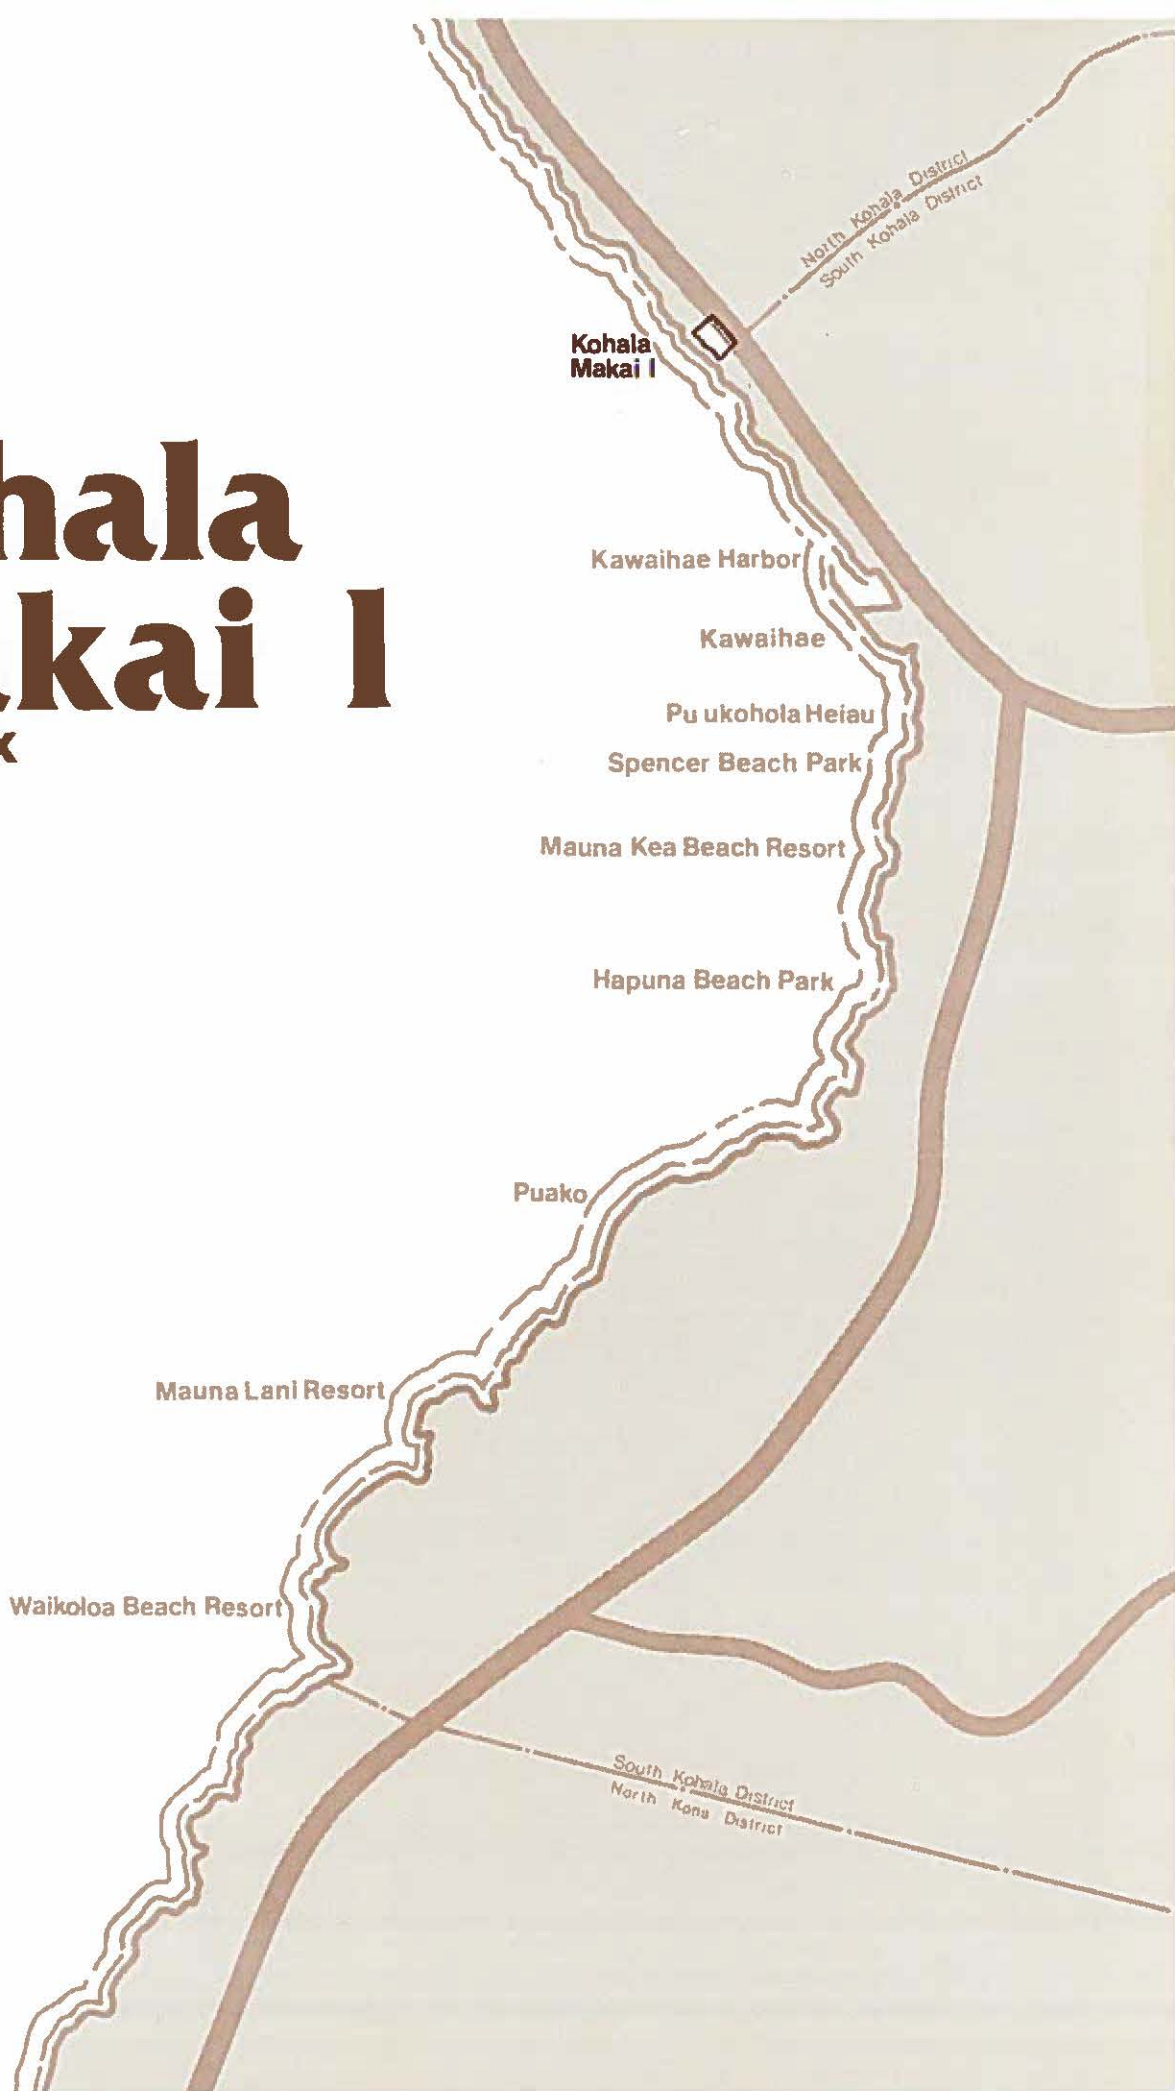 North Kohala District
South Kohala District
Kohala
Makai I
hala
kai I
x
Kawaihae Harbor
Kawaihae
Pu ukohola Heiau
Spencer Beach Park
Mauna Kea Beach Resort
Hapuna Beach Park
Puako
Mauna Lani Resort
Waikoloa Beach Resort
South Kohala District
North Kona District